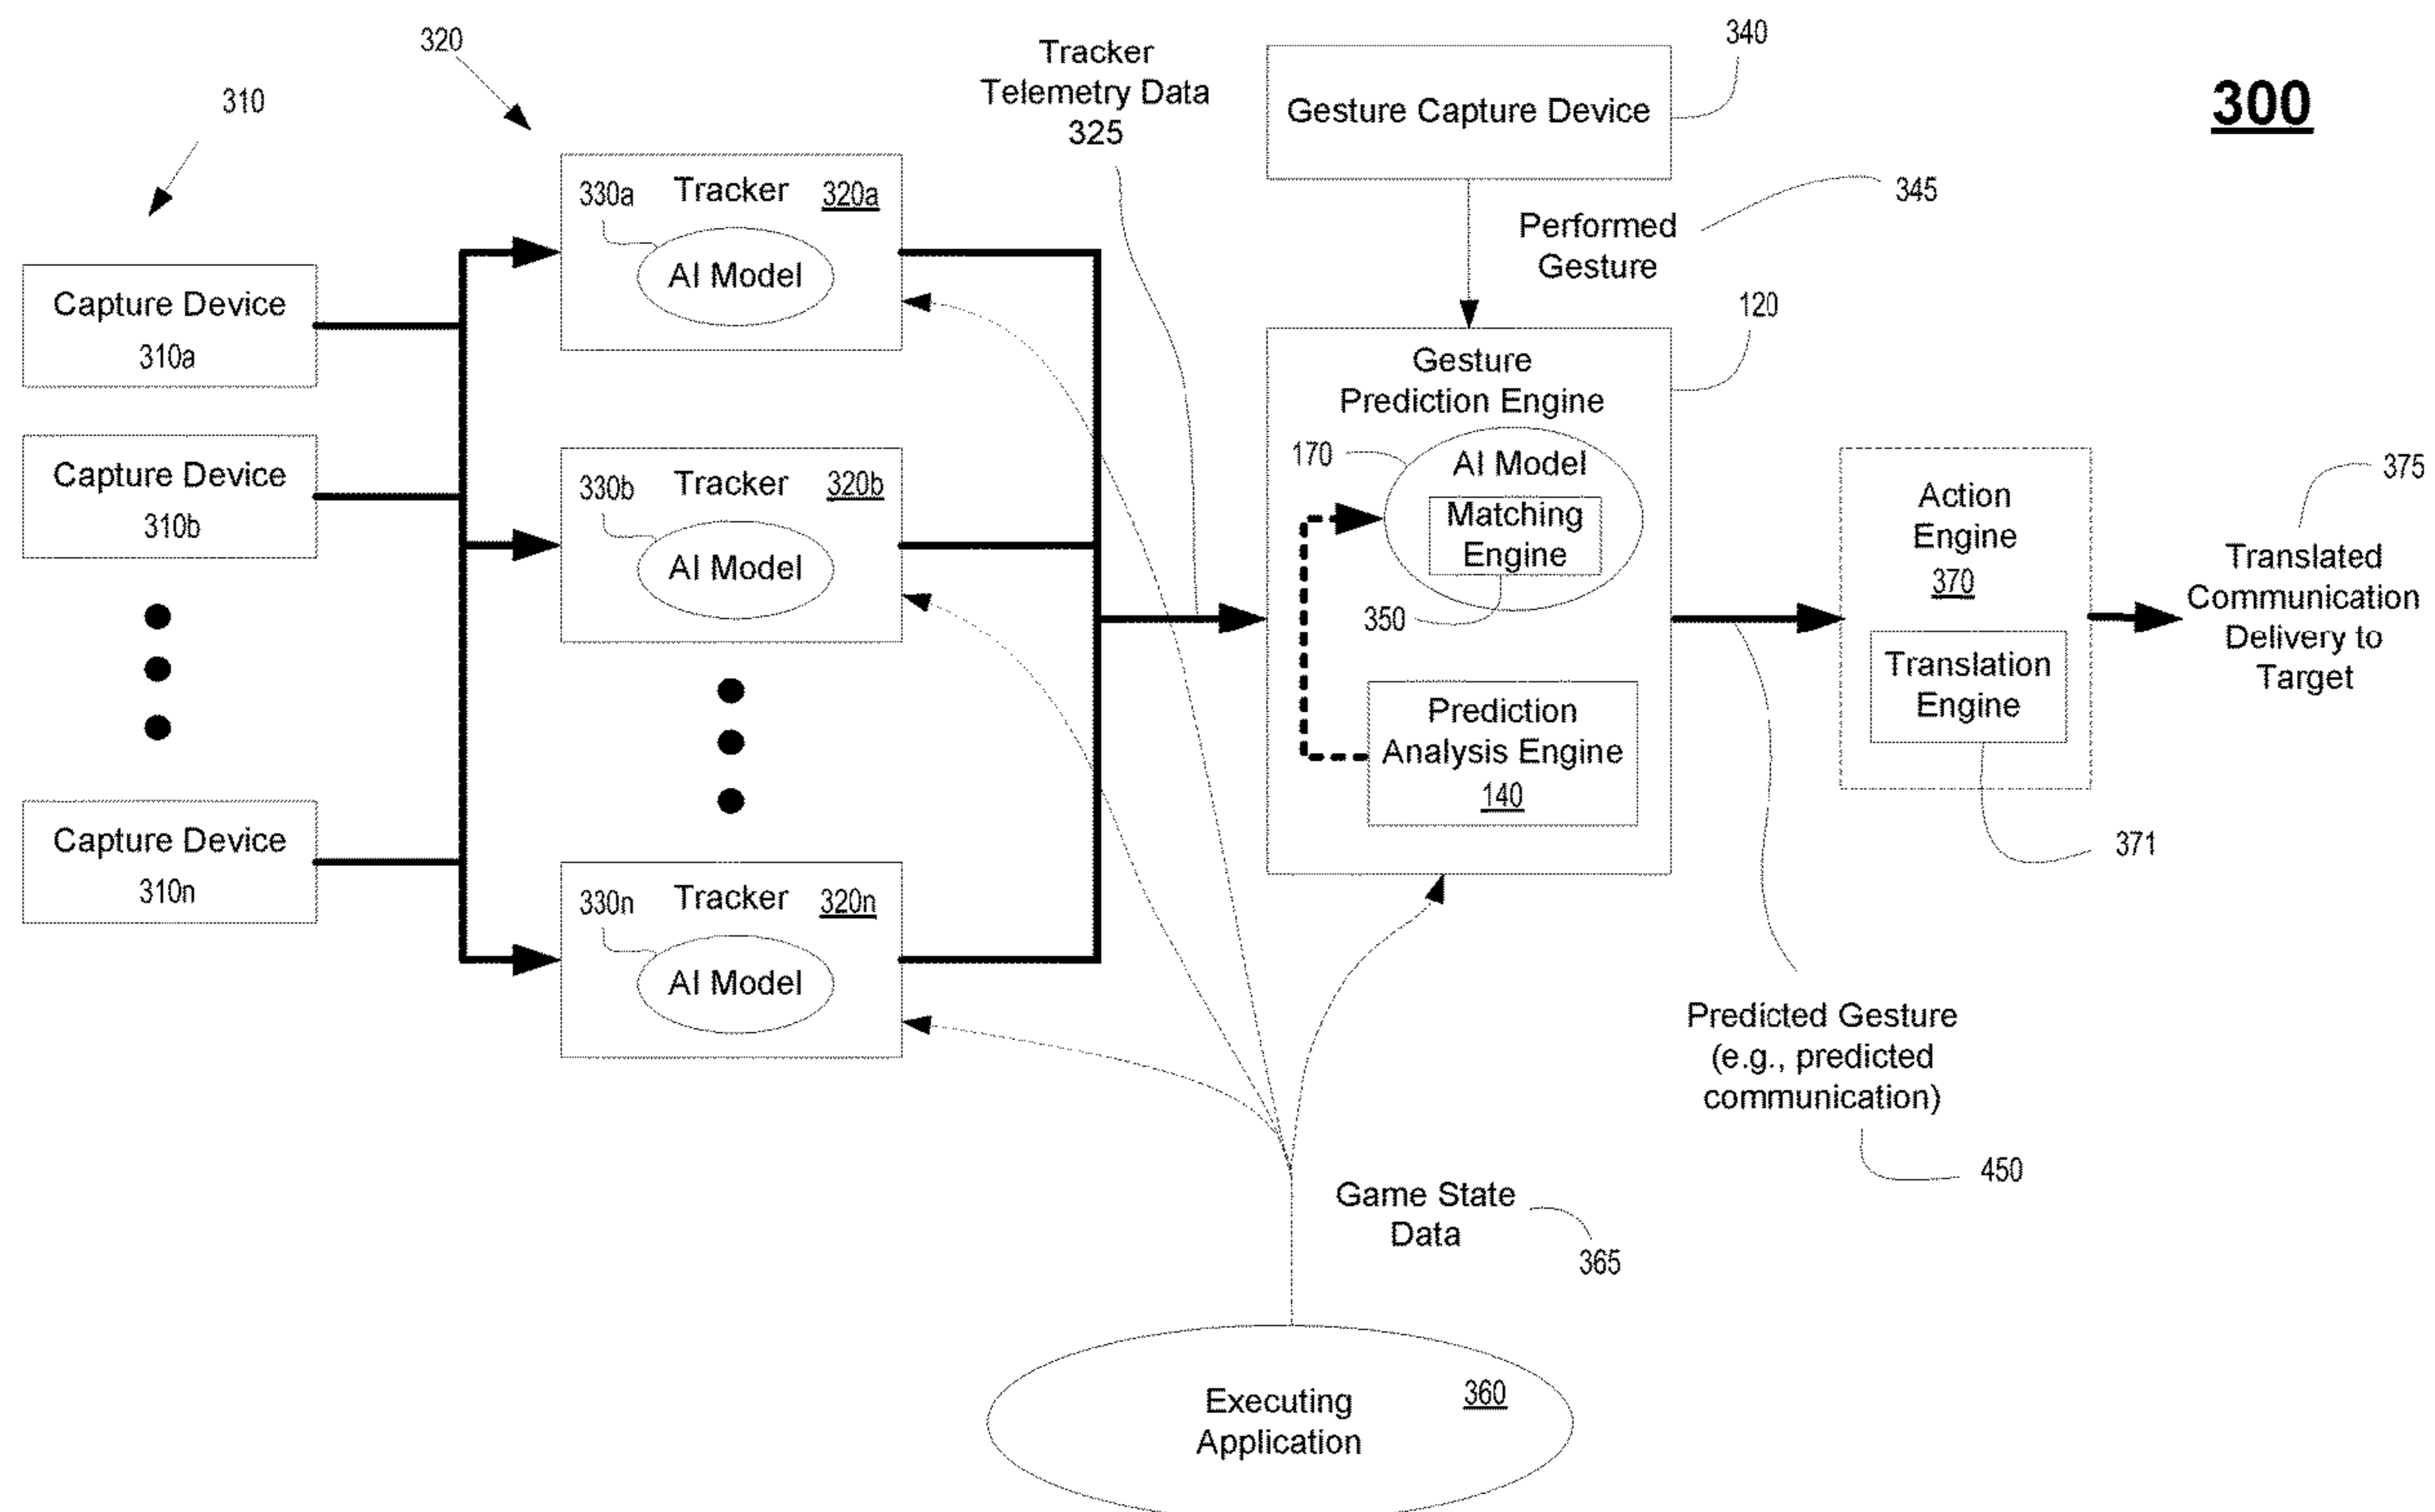 300
310
320
Capture Device
310a
Capture Device
310b
Capture Device
310n
330a
Tracker
320a
AI Model
330b
Tracker
320b
AI Model
330n
Tracker
320n
AI Model
Tracker
Telemetry Data
325
Gesture Capture Device
340
Performed
Gesture
345
120
Gesture
Prediction Engine
170
AI Model
Matching
Engine
350
Prediction
Analysis Engine
140
Action
Engine
370
Translation
Engine
371
375
Translated
Communication
Delivery to
Target
Predicted Gesture
(e.g., predicted
communication)
450
Game State
Data
365
Executing
Application
360